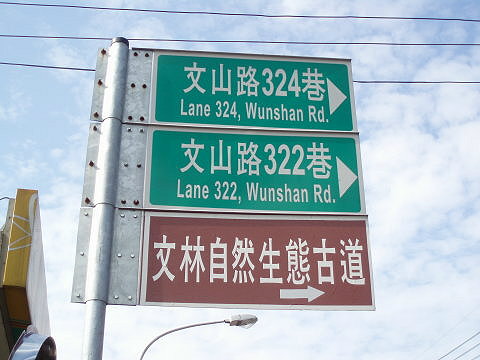 文山路324巷
Lane 324, Wunshan Rd.
文山路322巷
Lane 322, Wunshan Rd.
文林自然生態古道